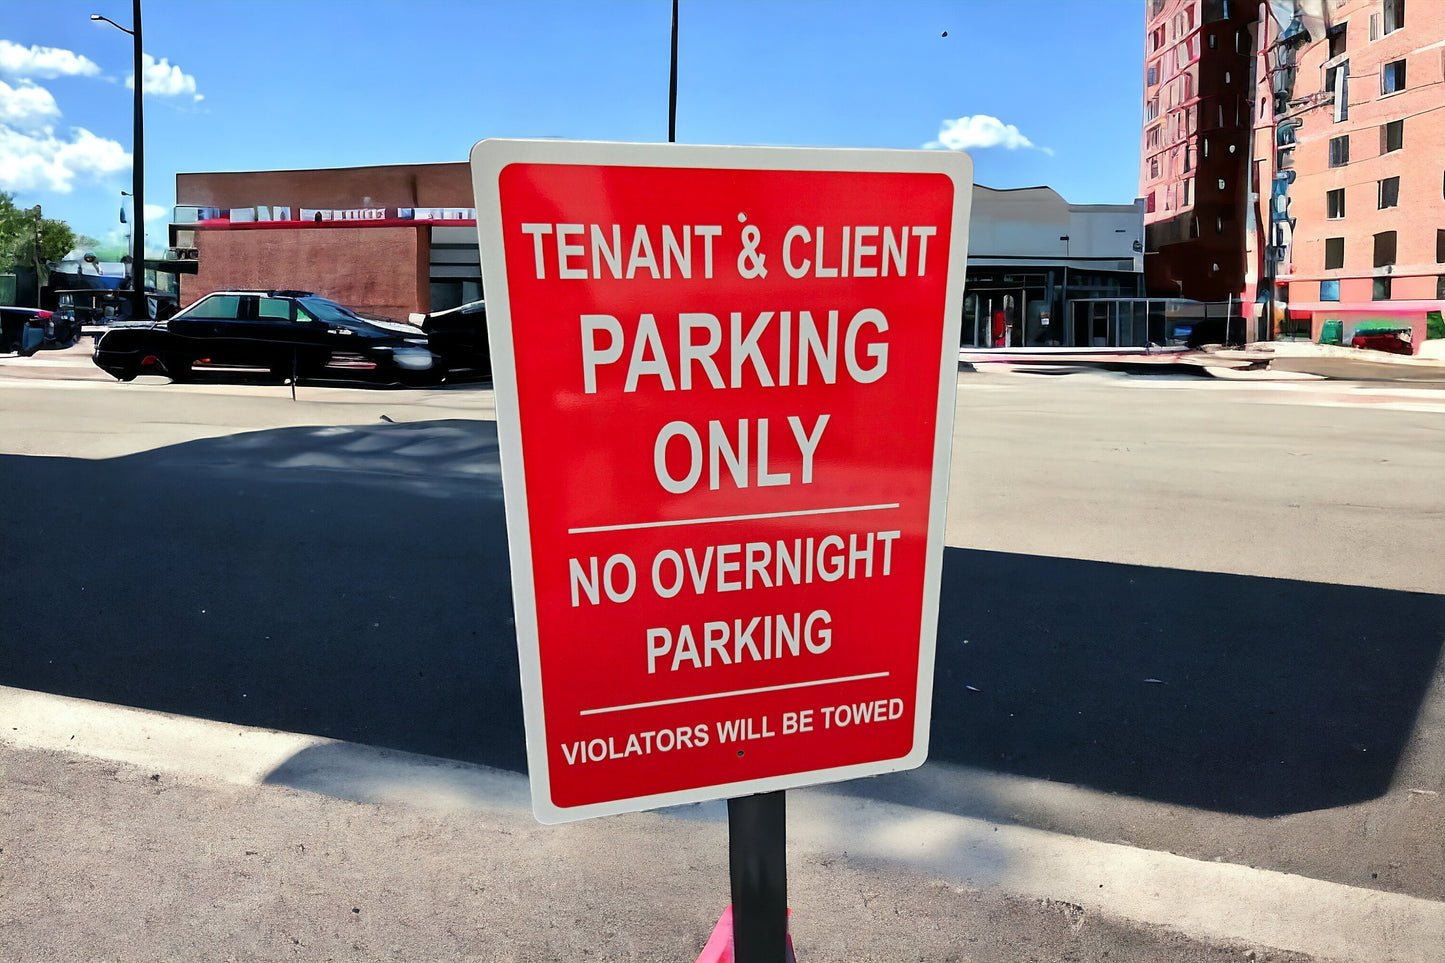 TENANT & CLIENT
PARKING
ONLY
NO OVERNIGHT
PARKING
VIOLATORS WILL BE TOWED